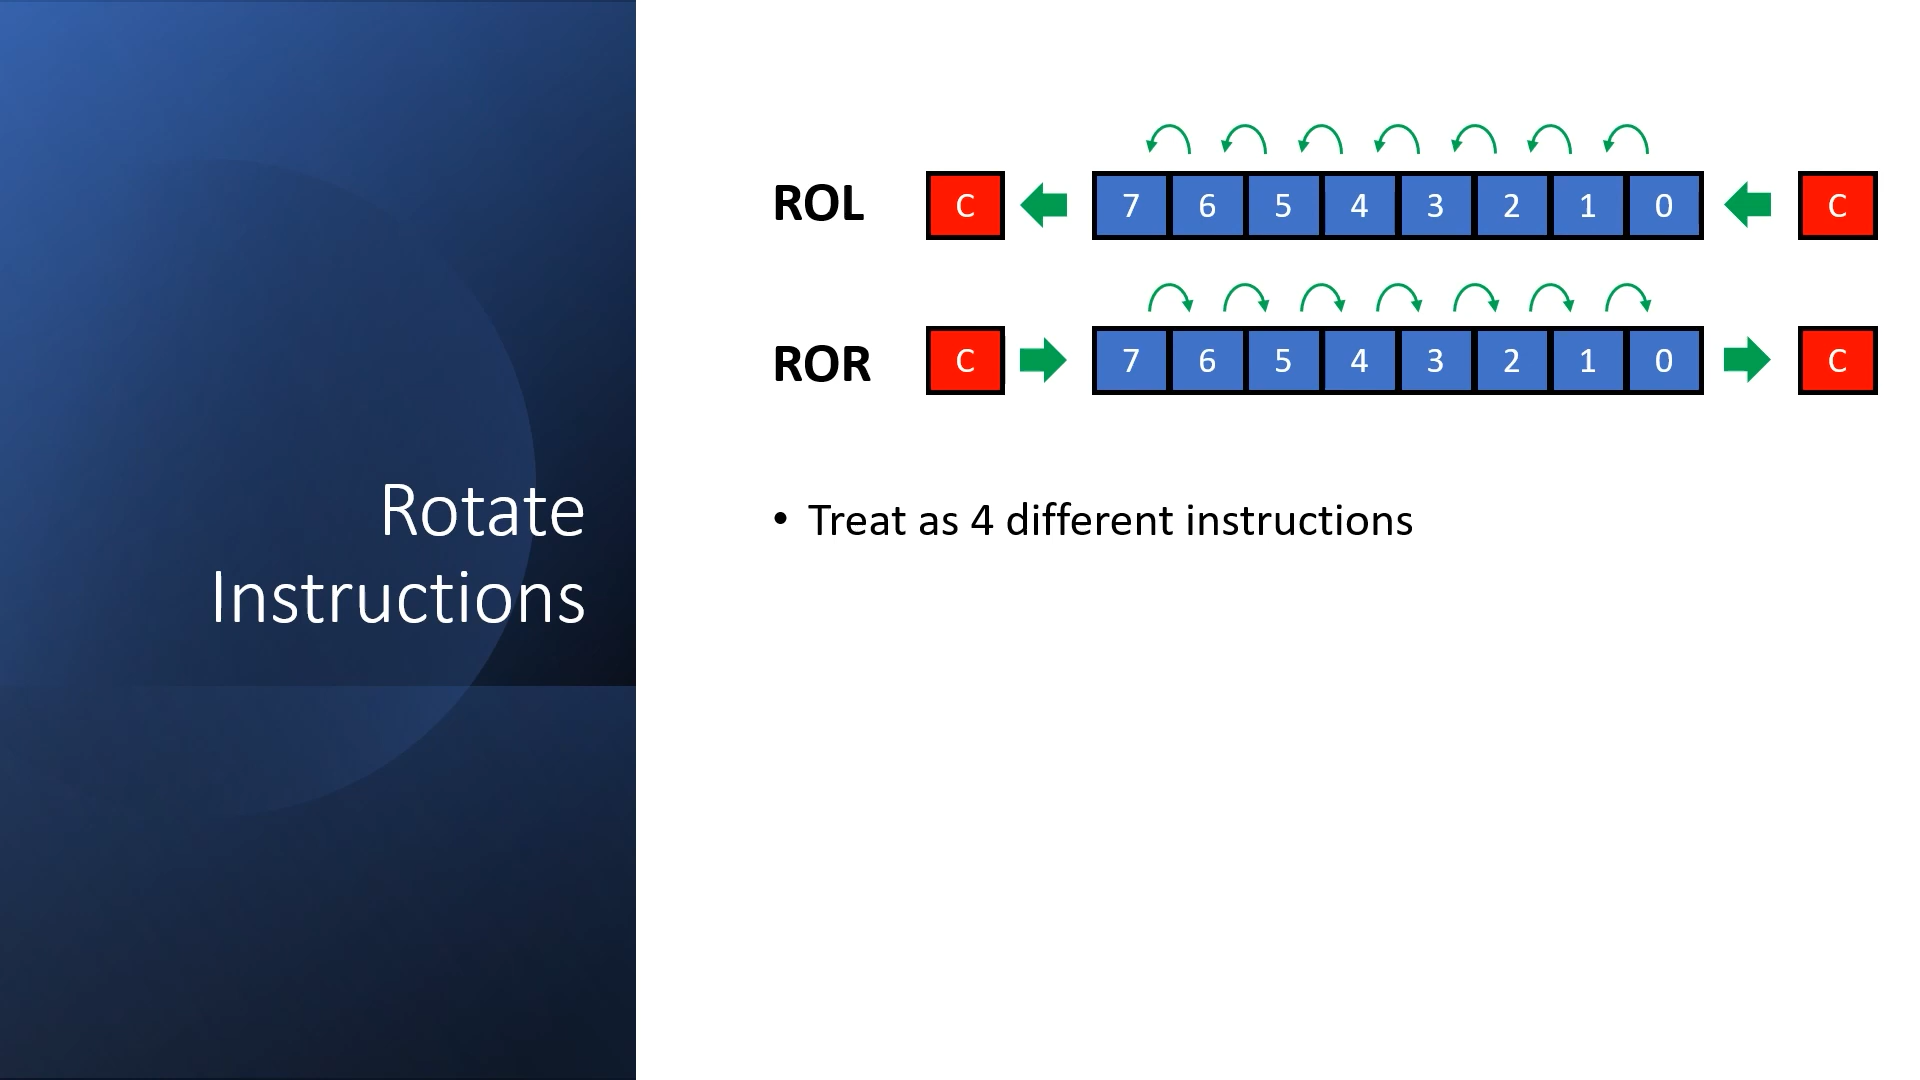 Rotate
Instructions
ROL C 7 6 5 4 3 2 1 0 C
ROR C 7 6 5 4 3 2 1 0 C
• Treat as 4 different instructions